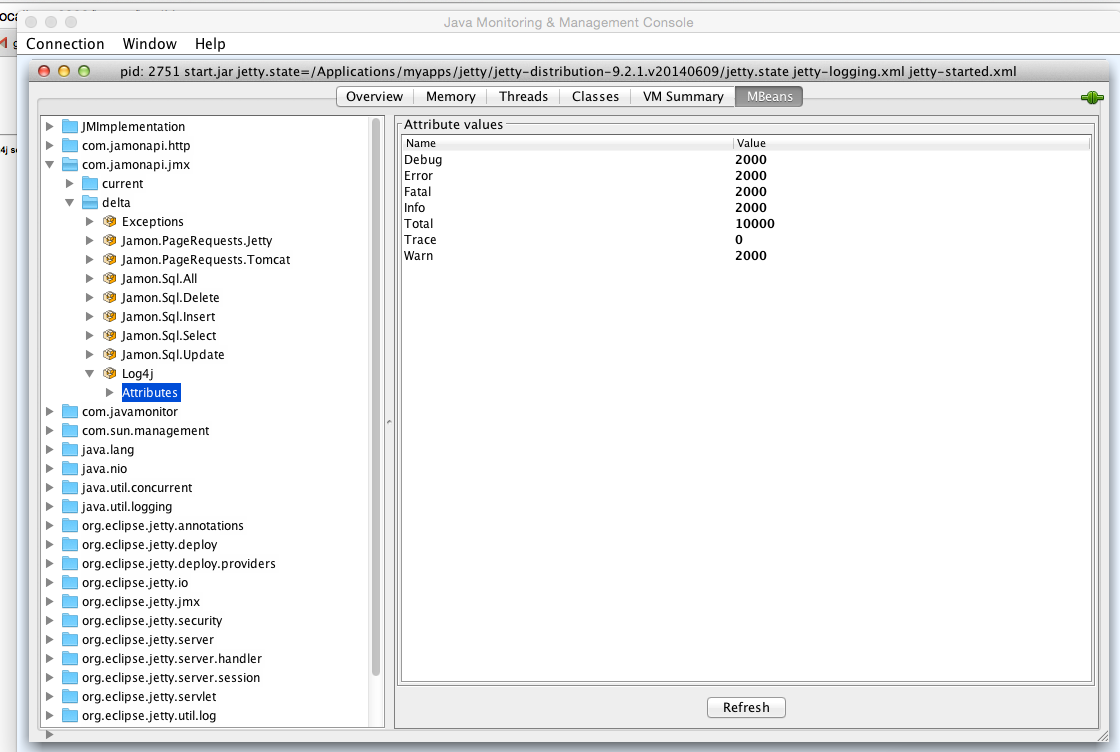 oca
Java Monitoring & Management Console
g
Connection Window Help
pid: 2751 start.jar jetty.state=/Applications/myapps/jetty/jetty-distribution-9.2.1.v20140609/jetty.state jetty-logging.xml jetty-started.xml
Overview Memory Threads Classes VM Summary MBeans
4j s
JMImplementation
com.jamonapi.http
com.jamonapi.jmx
current
delta
Exceptions
Jamon.PageRequests.Jetty
Jamon.PageRequests.Tomcat
Jamon.Sql.All
Jamon.Sql.Delete
Jamon.Sql.Insert
Jamon.Sql.Select
Jamon.Sql.Update
Log4j
Attributes
com.javamonitor
com.sun.management
java.lang
java.nio
java.util.concurrent
java.util.logging
org.eclipse.jetty.annotations
org.eclipse.jetty.deploy
org.eclipse.jetty.deploy.providers
org.eclipse.jetty.io
org.eclipse.jetty.jmx
org.eclipse.jetty.security
org.eclipse.jetty.server
org.eclipse.jetty.server.handler
org.eclipse.jetty.server.session
org.eclipse.jetty.servlet
org.eclipse.jetty.util.log
Attribute values
Name Value
Debug 2000
Error 2000
Fatal 2000
Info 2000
Total 10000
Trace 0
Warn 2000
Refresh